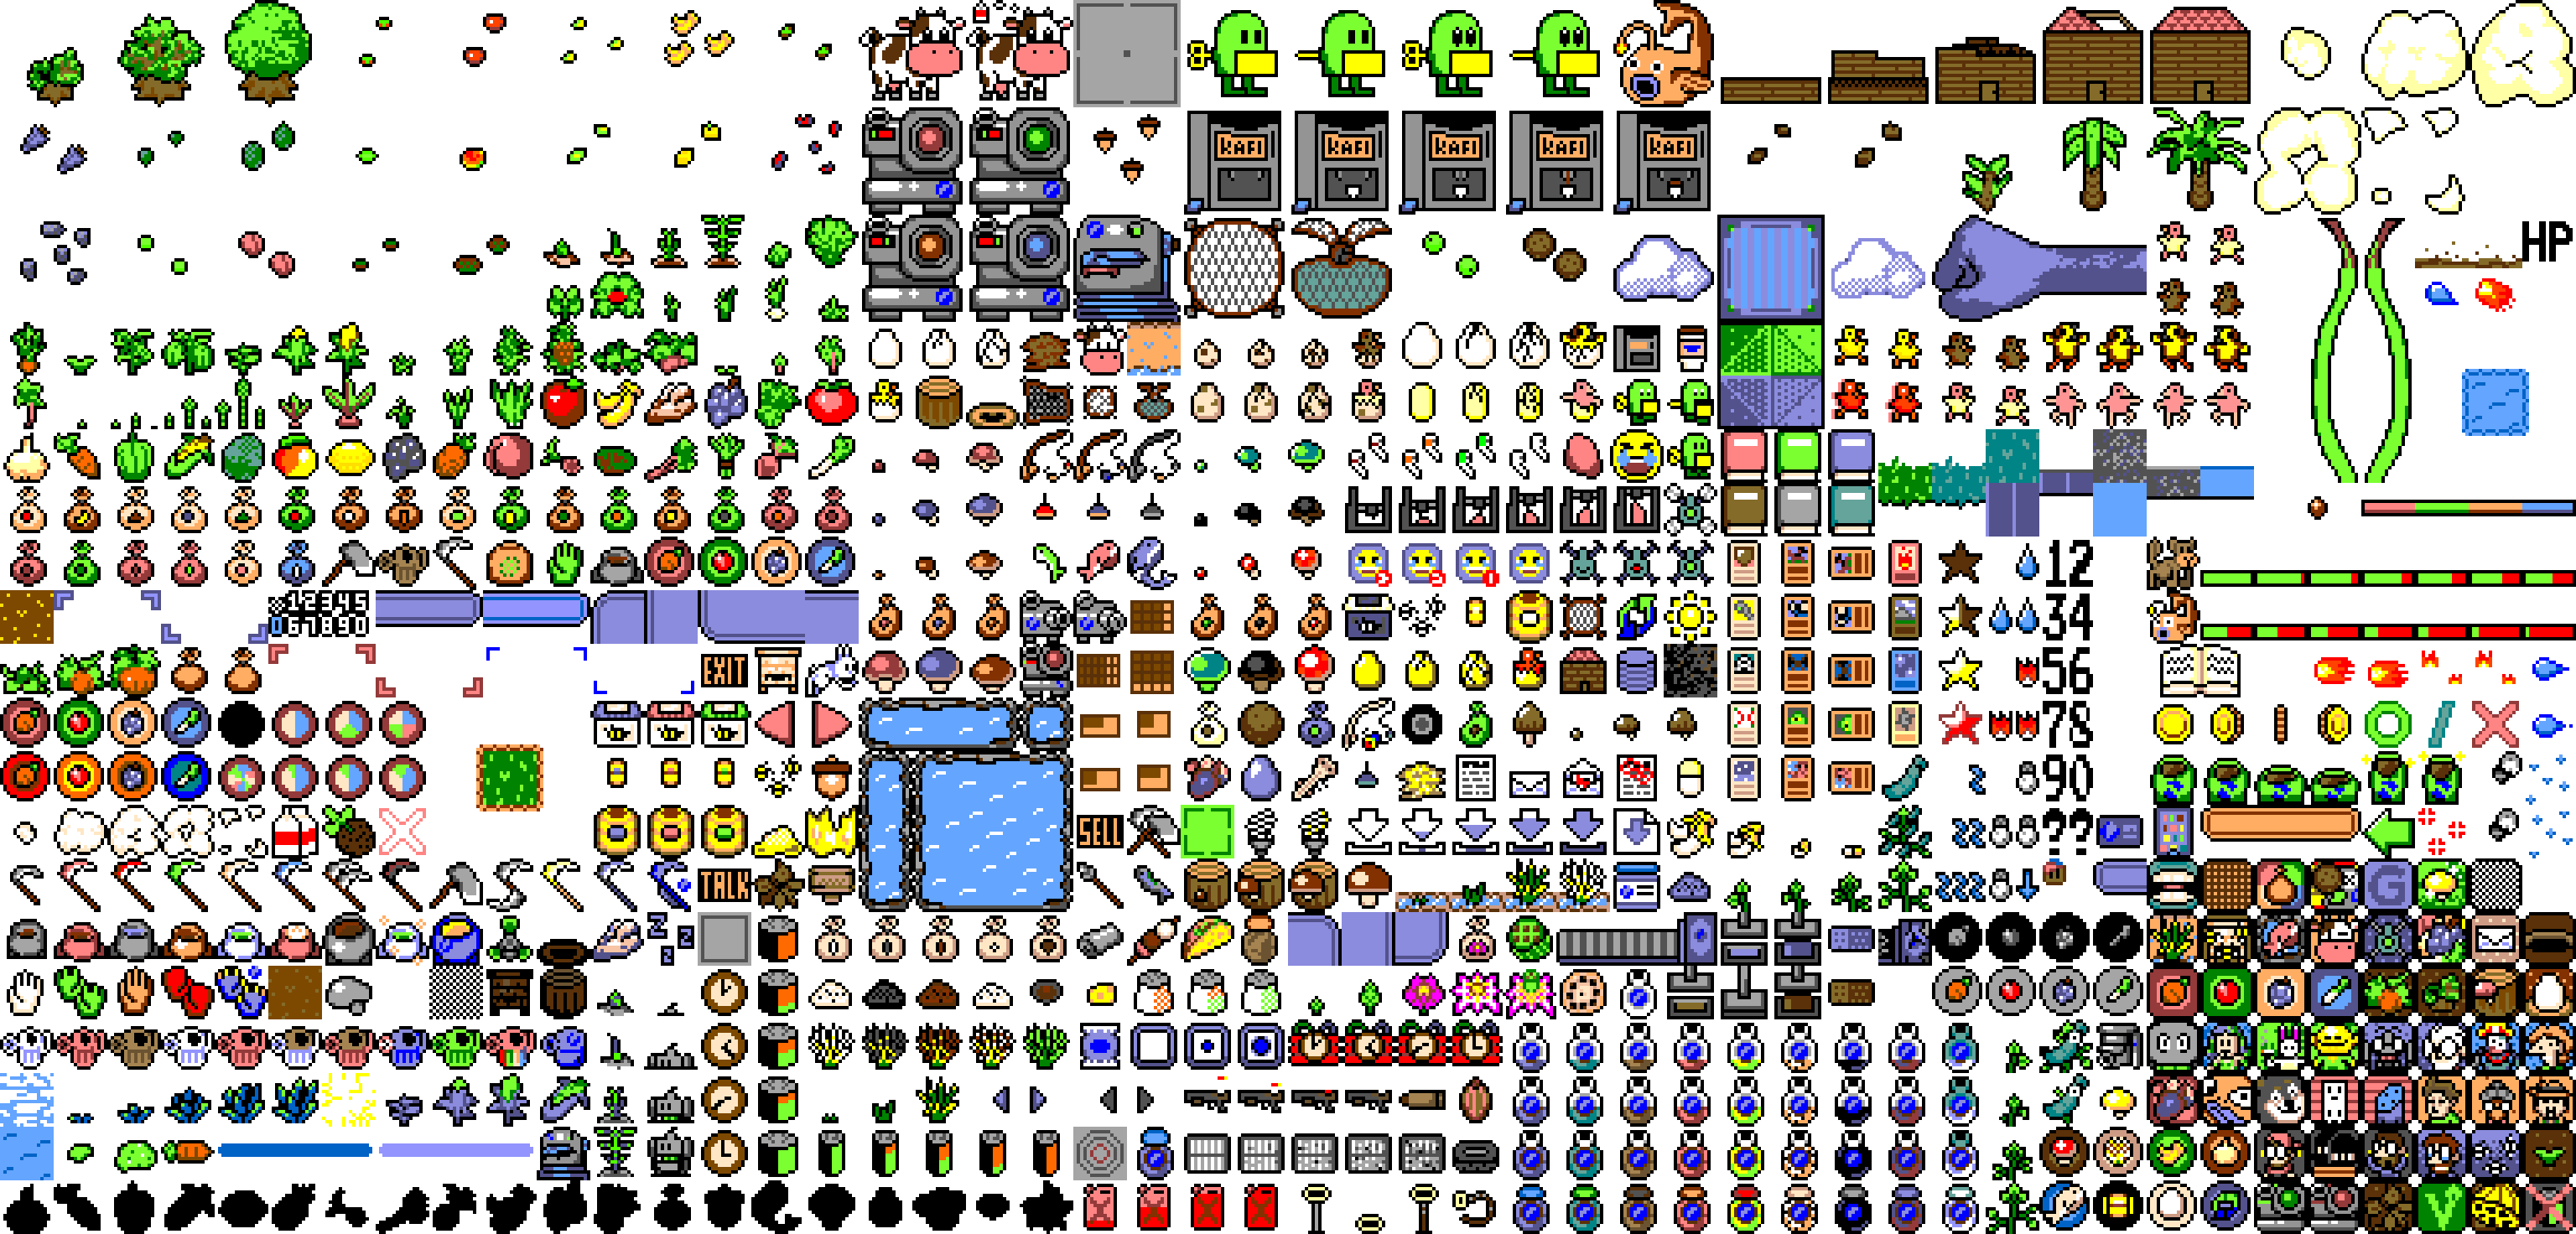 KAFI KAFI KAFI KAFI KAFI
HP
12345
67890
12
34
EXIT
56
78
90
SELL
??
TALK
G
V